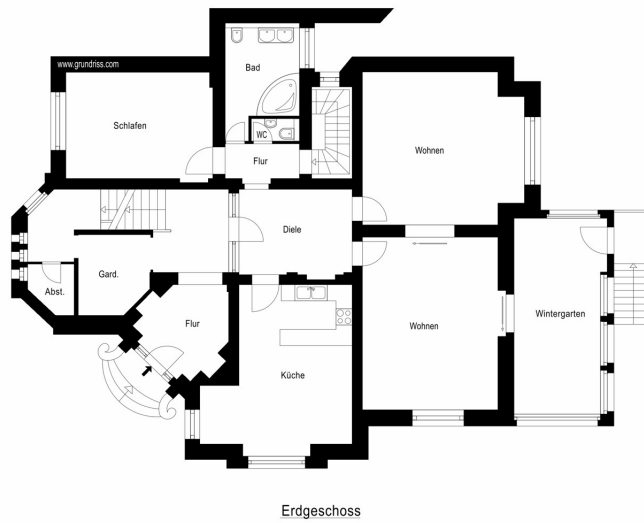 www.grundriss.com
Bad
Schlafen
WC
Wohnen
Flur
Diele
Gard.
Abst.
Flur
Wohnen
Wintergarten
Küche
Erdgeschoss